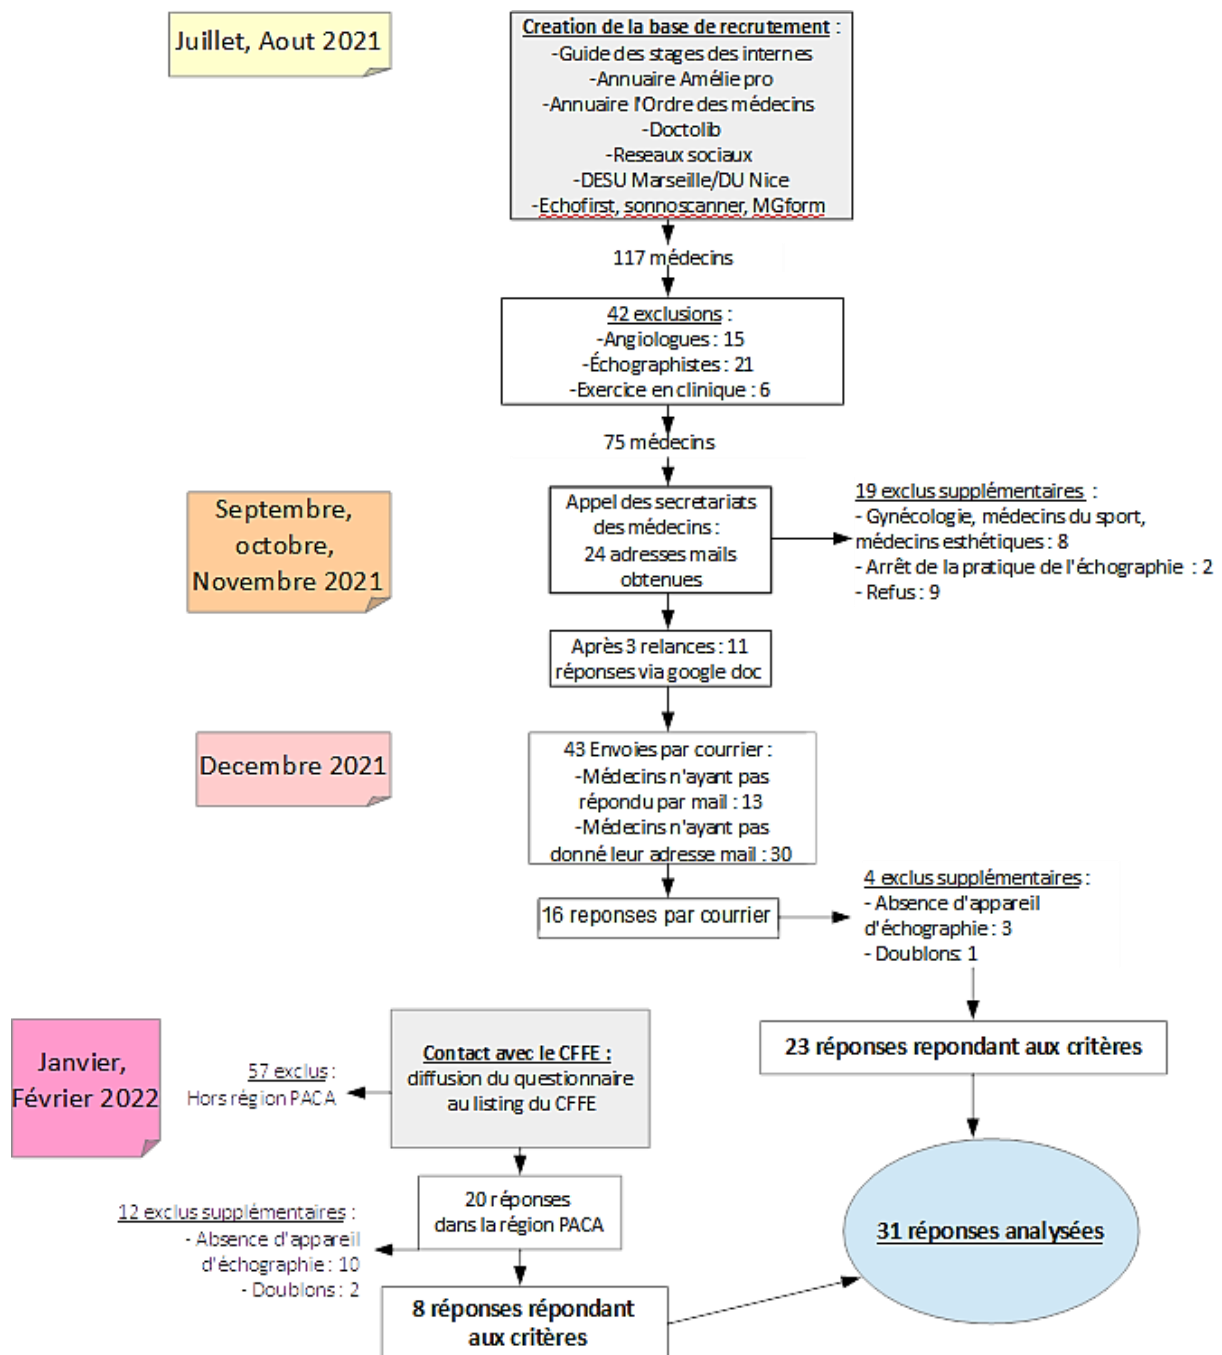 Juillet, Aout 2021
Creation de la base de recrutement :
-Guide des stages des internes
-Annuaire Amélie pro
-Annuaire l'Ordre des médecins
-Doctolib
-Reseaux sociaux
-DESU Marseille/DU Nice
-Echofirst, sonnoscanner, MGform
117 médecins
42 exclusions :
-Angiologues : 15
-Échographistes : 21
-Exercice en clinique : 6
75 médecins
Septembre,
octobre,
Novembre 2021
Appel des secretariats
des médecins :
24 adresses mails
obtenues
19 exclus supplémentaires :
- Gynécologie, médecins du sport,
médecins esthétiques : 8
- Arrêt de la pratique de l'échographie : 2
- Refus : 9
Après 3 relances : 11
réponses via google doc
Decembre 2021
43 Envoies par courrier :
-Médecins n'ayant pas
répondu par mail : 13
-Médecins n'ayant pas
donné leur adresse mail : 30
16 reponses par courrier
4 exclus supplémentaires :
- Absence d'appareil
d'échographie : 3
- Doublons: 1
23 réponses repondant aux critères
Janvier,
Février 2022
Contact avec le CFFE :
diffusion du questionnaire
au listing du CFFE
57 exclus :
Hors région PACA
20 réponses
dans la région PACA
12 exclus supplémentaires :
- Absence d'appareil
d'échographie : 10
- Doublons : 2
8 réponses répondant
aux critères
31 réponses analysées